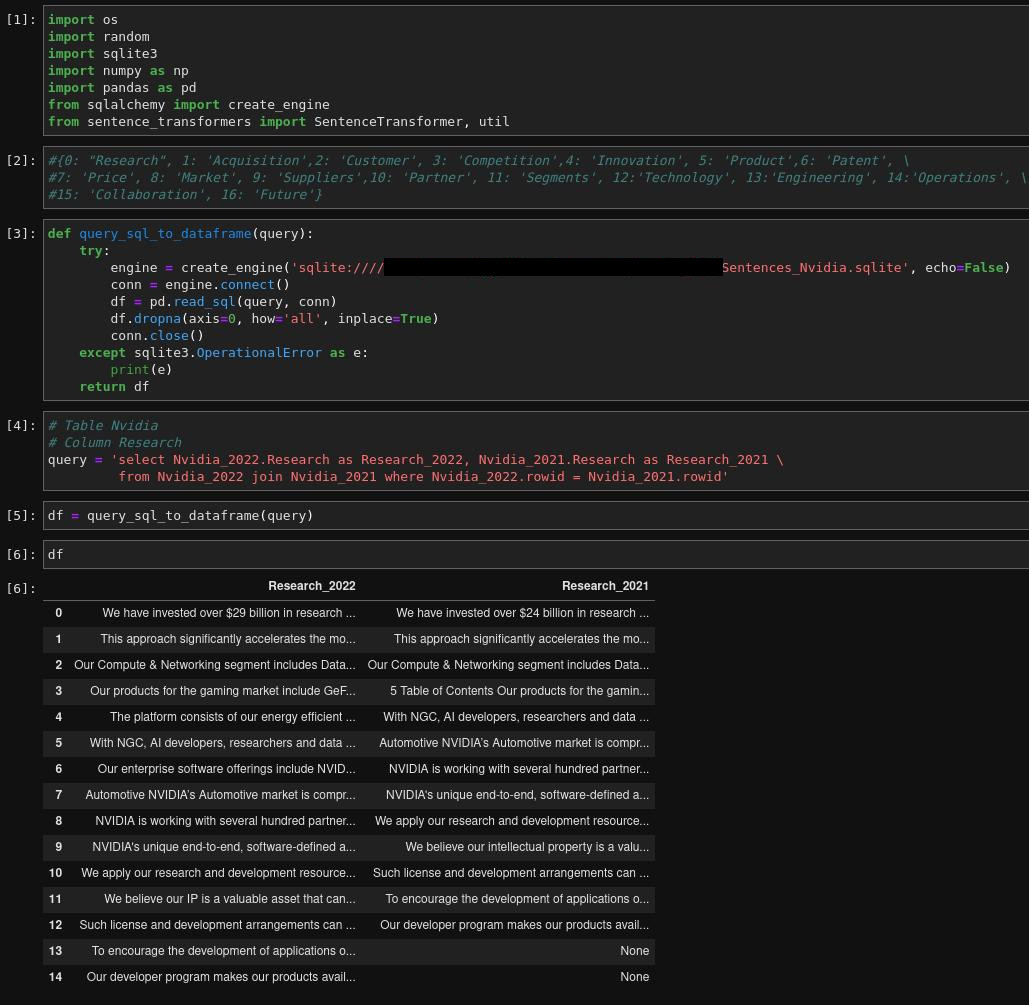 [1]: import os
import random
import sqlite3
import numpy as np
import pandas as pd
from sqlalchemy import create_engine
from sentence_transformers import SentenceTransformer, util
[2]: #{0: "Research", 1: 'Acquisition',2: 'Customer', 3: 'Competition',4: 'Innovation', 5: 'Product',6: 'Patent', \
#7: 'Price', 8: 'Market', 9: 'Suppliers',10: 'Partner', 11: 'Segments', 12:'Technology', 13:'Engineering', 14:'Operations', \
#15: 'Collaboration', 16: 'Future'}
[3]: def query_sql_to_dataframe(query):
    try:
        engine = create_engine('sqlite:////Sentences_Nvidia.sqlite', echo=False)
        conn = engine.connect()
        df = pd.read_sql(query, conn)
        df.dropna(axis=0, how='all', inplace=True)
        conn.close()
    except sqlite3.OperationalError as e:
        print(e)
    return df
[4]: # Table Nvidia
# Column Research
query = 'select Nvidia_2022.Research as Research_2022, Nvidia_2021.Research as Research_2021 \
         from Nvidia_2022 join Nvidia_2021 where Nvidia_2022.rowid = Nvidia_2021.rowid'
[5]: df = query_sql_to_dataframe(query)
[6]: df
[6]: Research_2022 Research_2021
0 We have invested over $29 billion in research ... We have invested over $24 billion in research ...
1 This approach significantly accelerates the mo... This approach significantly accelerates the mo...
2 Our Compute & Networking segment includes Data... Our Compute & Networking segment includes Data...
3 Our products for the gaming market include GeF... 5 Table of Contents Our products for the gamin...
4 The platform consists of our energy efficient ... With NGC, AI developers, researchers and data ...
5 With NGC, AI developers, researchers and data ... Automotive NVIDIA's Automotive market is compr...
6 Our enterprise software offerings include NVID... NVIDIA is working with several hundred partner...
7 Automotive NVIDIA's Automotive market is compr... NVIDIA's unique end-to-end, software-defined a...
8 NVIDIA is working with several hundred partner... We apply our research and development resource...
9 NVIDIA's unique end-to-end, software-defined a... We believe our intellectual property is a valu...
10 We apply our research and development resource... Such license and development arrangements can ...
11 We believe our IP is a valuable asset that can... To encourage the development of applications o...
12 Such license and development arrangements can ... Our developer program makes our products avail...
13 To encourage the development of applications o... None
14 Our developer program makes our products avail... None